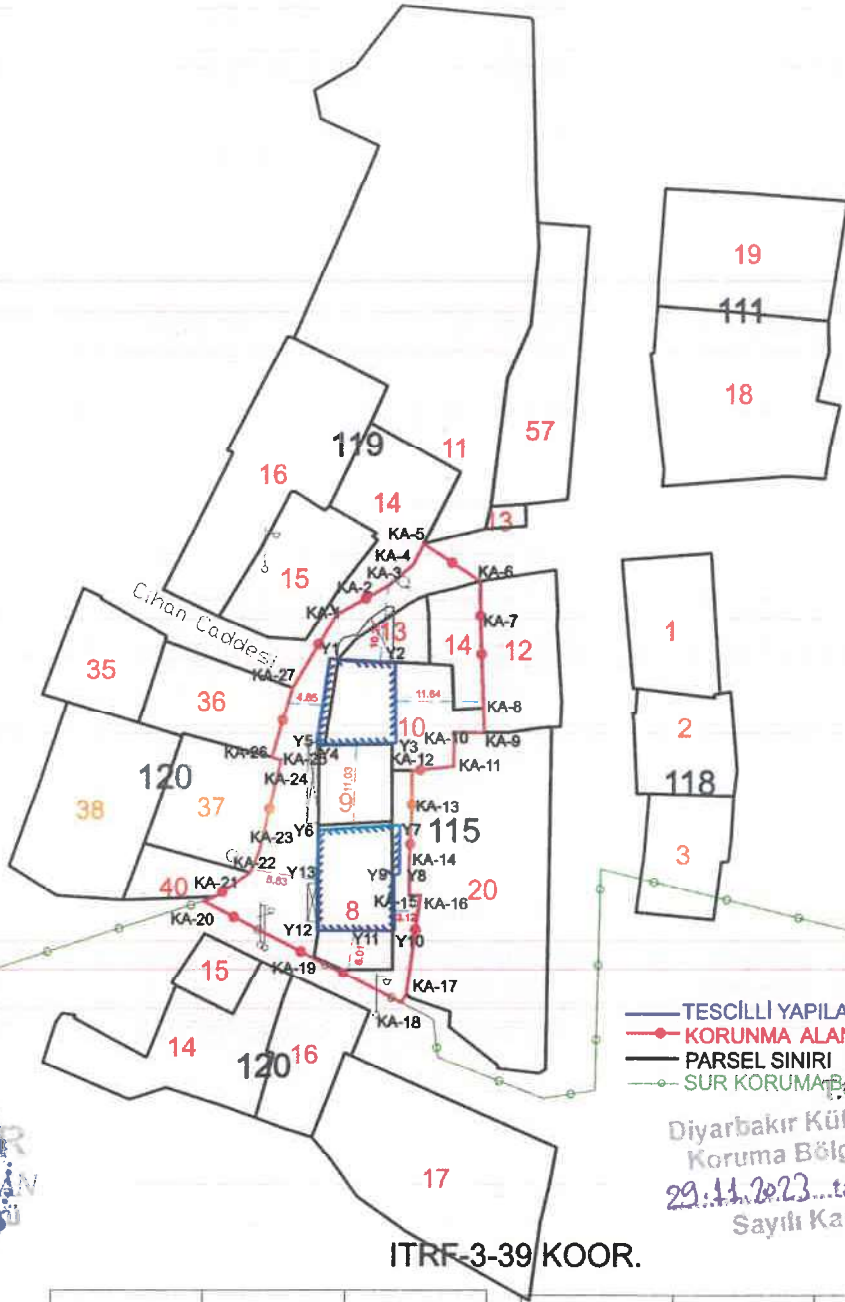 19
111
18
57
11
119
16
14
13
KA-5
KA-4
KA-3
KA-6
15
KA-2
KA-1
KA-7
Cihan Caddesi
13
14
12
1
Y1
Y2
35
KA-27
4.85
11.64
36
KA-8
2
10
Y5
Y4
Y3
KA-10
KA-9
KA-26
KA-25
KA-12
KA-11
120
KA-24
118
11.03
38
37
KA-13
KA-23
Y6
Y7
115
3
KA-22
KA-14
Y13
Y9
Y8
40
KA-21
20
8
KA-15
KA-16
KA-20
Y12
Y11
Y10
15
KA-19
6.01
KA-17
KA-18
14
120
16
17
TESCİLLİ YAPILA
KORUNMA ALAN
PARSEL SINIRI
SUR KORUMA B
Diyarbakır Kül
Koruma Bölg
29.11.2023...ta
Sayılı Ka
ITRF-3-39 KOOR.